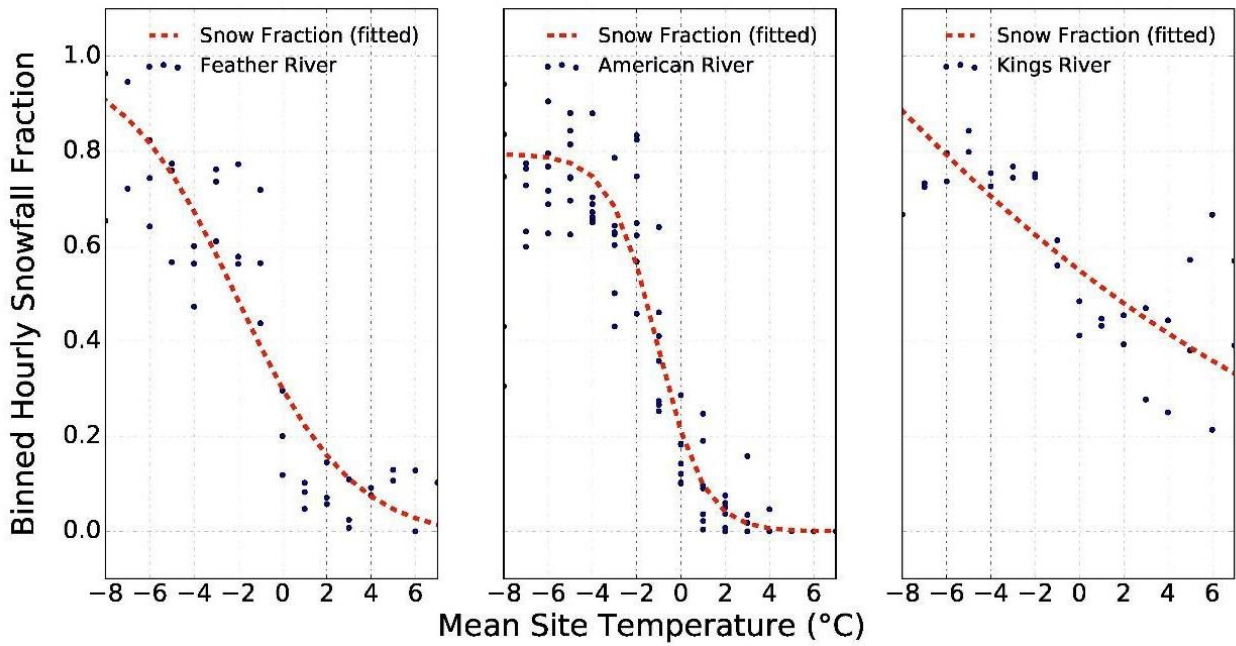 Binned Hourly Snowfall Fraction
1.0
0.8
0.6
0.4
0.2
0.0
Snow Fraction (fitted)
Feather River
−8 −6 −4 −2 0 2 4 6
Snow Fraction (fitted)
American River
−8 −6 −4 −2 0 2 4 6
Snow Fraction (fitted)
Kings River
−8 −6 −4 −2 0 2 4 6
Mean Site Temperature (°C)